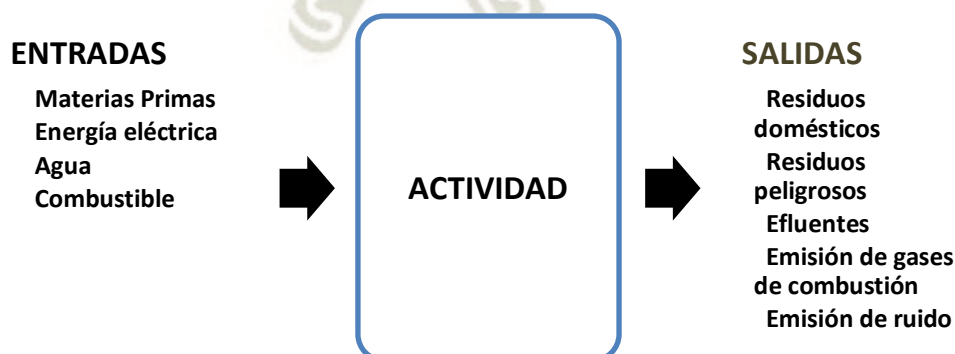 ENTRADAS
Materias Primas
Energía eléctrica
Agua
Combustible
ACTIVIDAD
SALIDAS
Residuos
domésticos
Residuos
peligrosos
Efluentes
Emisión de gases
de combustión
Emisión de ruido